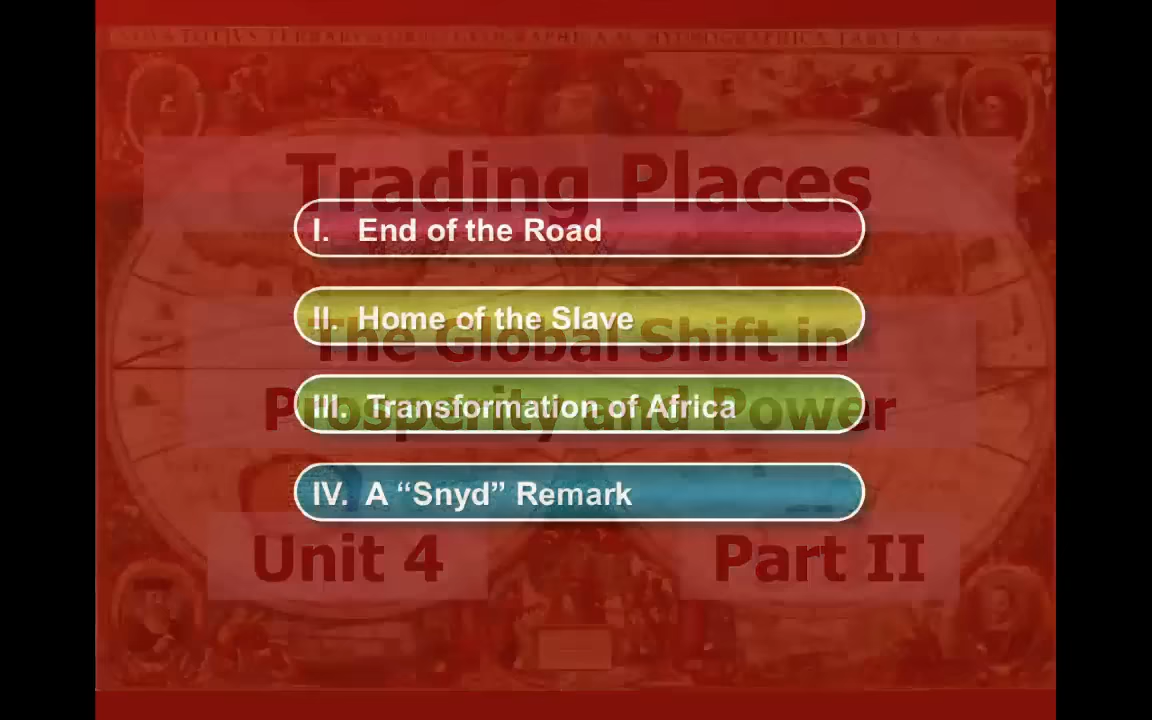 Trading Places
I. End of the Road
II. Home of the Slave
The Global Shift in
III. Transformation of Africa
Prosperity and Power
IV. A “Snyd” Remark
Unit 4
Part II